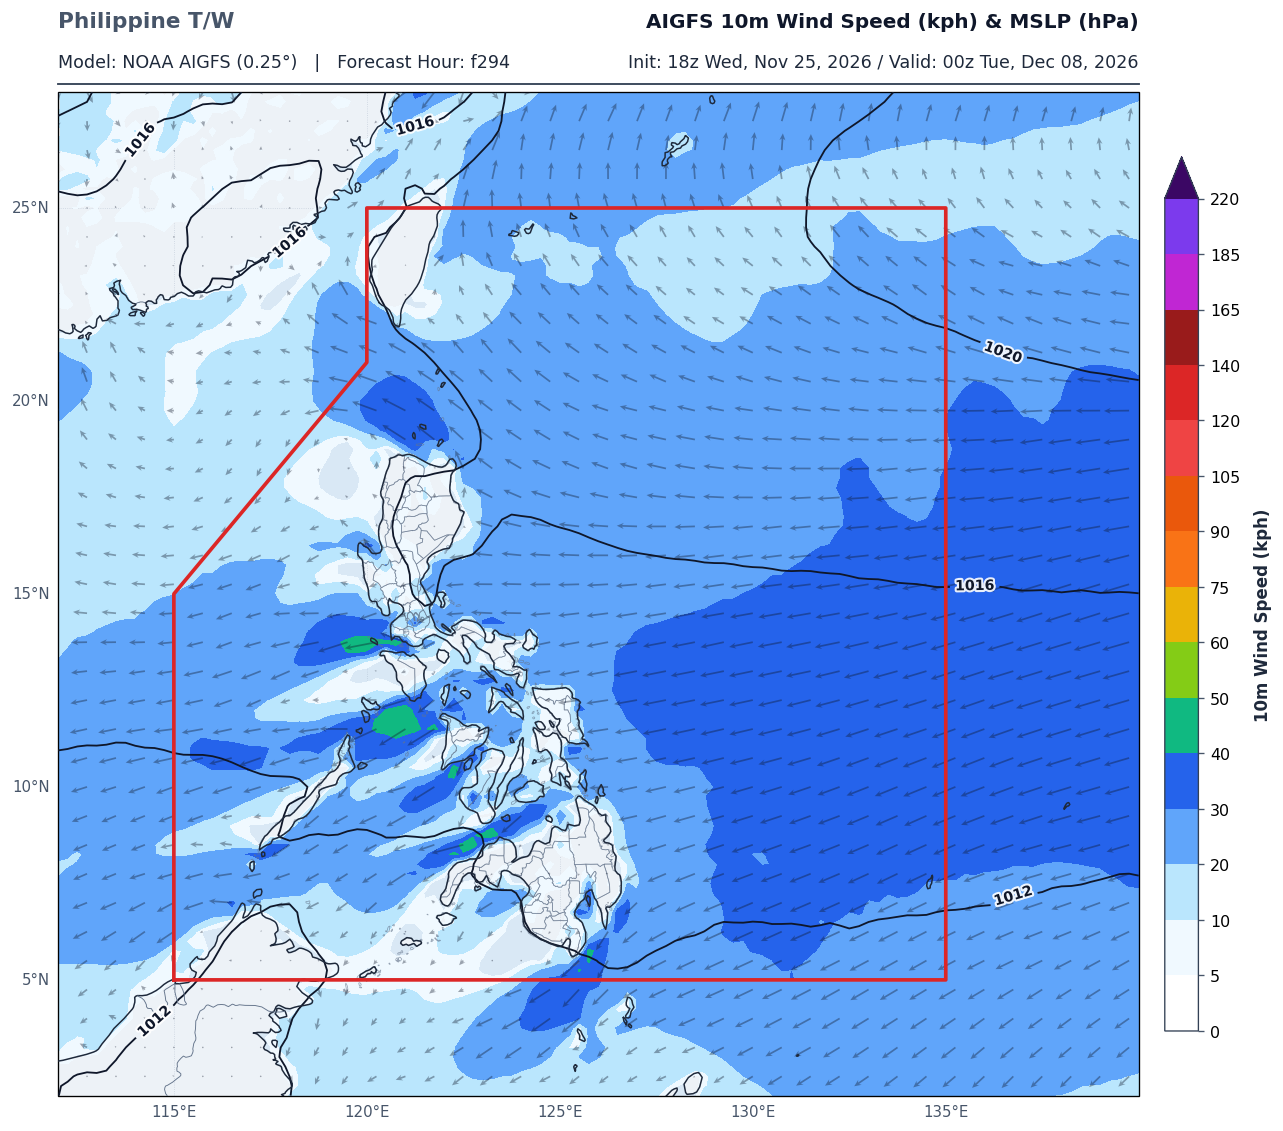 Philippine T/W
AIGFS 10m Wind Speed (kph) & MSLP (hPa)
Model: NOAA AIGFS (0.25°) | Forecast Hour: f294
Init: 18z Wed, Nov 25, 2026 / Valid: 00z Tue, Dec 08, 2026
1016
1016
1016
1020
1016
1012
1012
25°N
20°N
15°N
10°N
5°N
115°E
120°E
125°E
130°E
135°E
220
185
165
140
120
105
90
75
60
50
40
30
20
10
5
0
10m Wind Speed (kph)